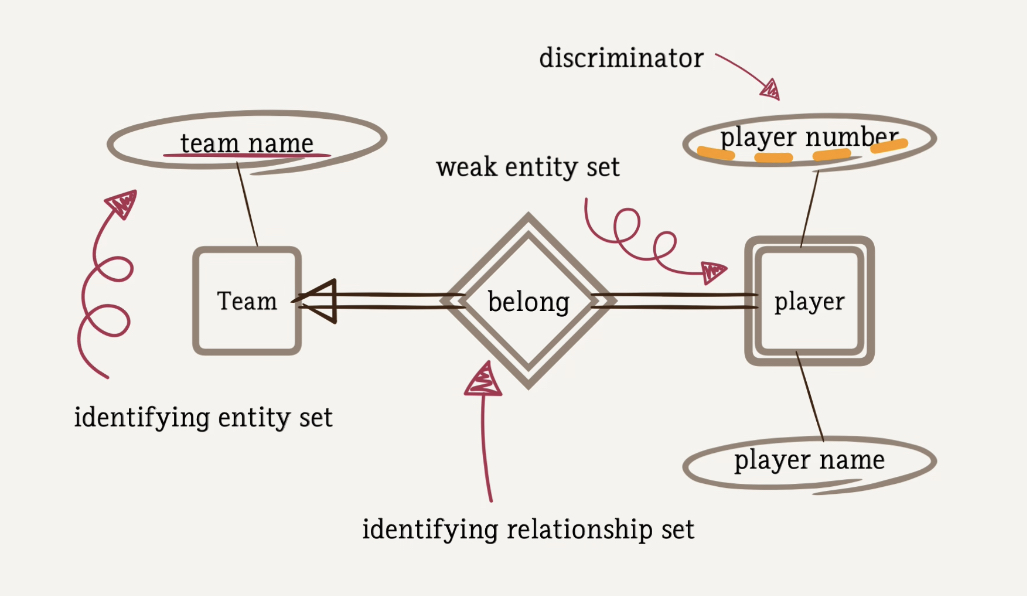 discriminator
team name
player number
weak entity set
Team
belong
player
identifying entity set
player name
identifying relationship set